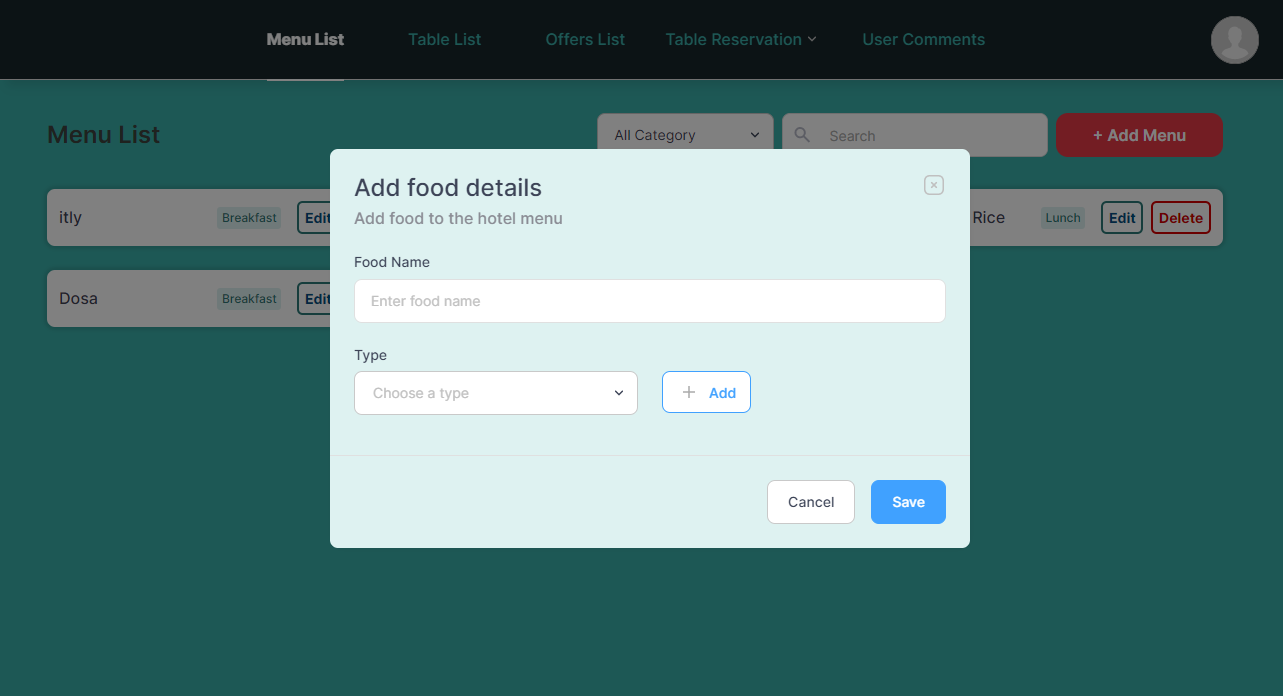 Menu List Table List Offers List Table Reservation User Comments
Menu List All Category Search + Add Menu
Add food details
Add food to the hotel menu
itly Breakfast Edit Rice Lunch Edit Delete
Food Name
Enter food name
Dosa Breakfast Edit
Type
Choose a type + Add
Cancel Save